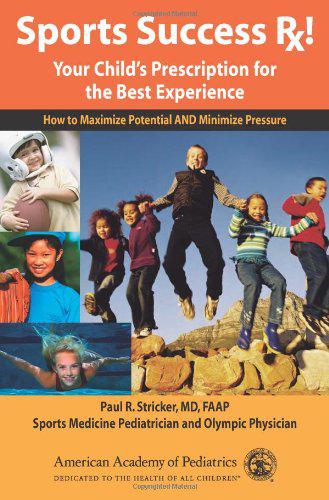 Sports Success Rx!
Your Child's Prescription for
the Best Experience
How to Maximize Potential AND Minimize Pressure
Paul R. Stricker, MD, FAAP
Sports Medicine Pediatrician and Olympic Physician
American Academy of Pediatrics
DEDICATED TO THE HEALTH OF ALL CHILDREN™